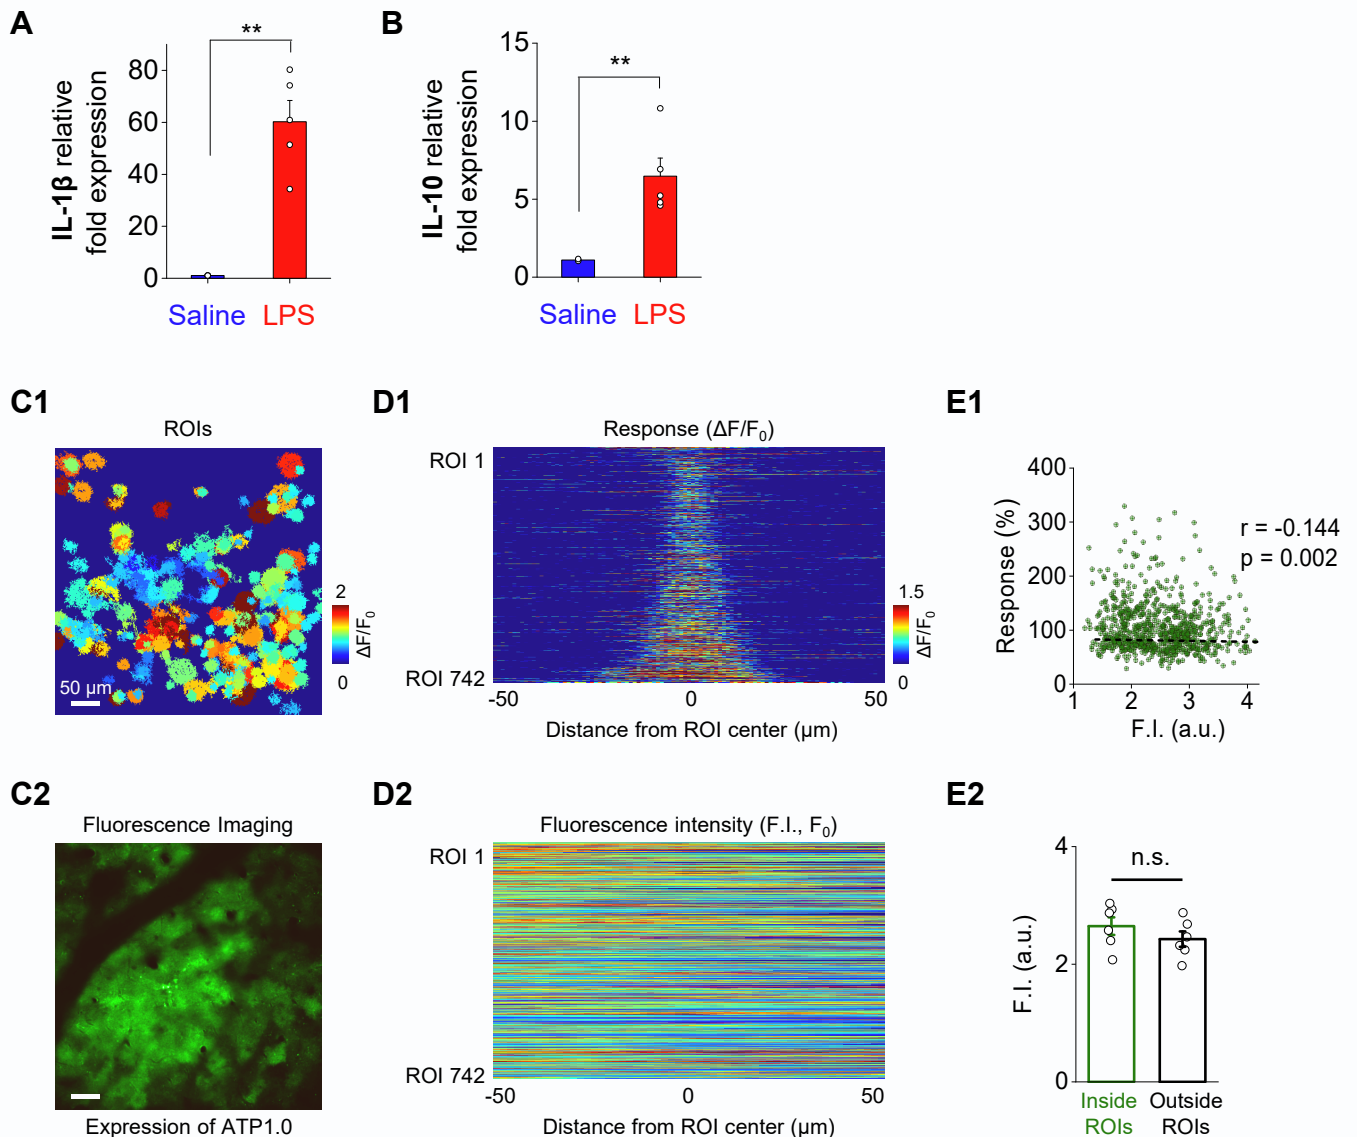 A
**
IL-1β relative
fold expression
80
60
40
20
0
Saline LPS
B
**
IL-10 relative
fold expression
15
10
5
0
Saline LPS
C1
ROIs
50 µm
2
ΔF/F0
0
D1
Response (ΔF/F0)
ROI 1
ROI 742
-50 0 50
Distance from ROI center (µm)
1.5
ΔF/F0
0
E1
Response (%)
400
300
200
100
0
1 2 3 4
F.I. (a.u.)
r = -0.144
p = 0.002
C2
Fluorescence Imaging
Expression of ATP1.0
D2
Fluorescence intensity (F.I., F0)
ROI 1
ROI 742
-50 0 50
Distance from ROI center (µm)
E2
F.I. (a.u.)
4
2
0
n.s.
Inside Outside
ROIs ROIs